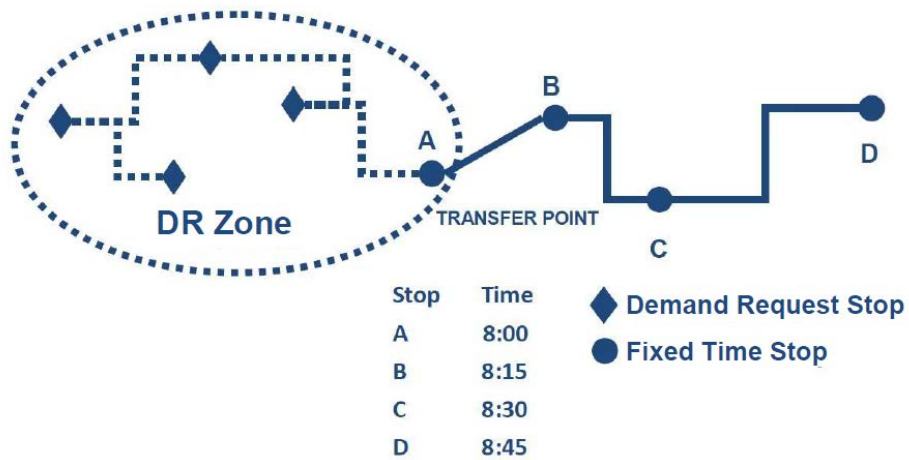 B
A
D
DR Zone
TRANSFER POINT
C
Stop Time
A 8:00
B 8:15
C 8:30
D 8:45
Demand Request Stop
Fixed Time Stop